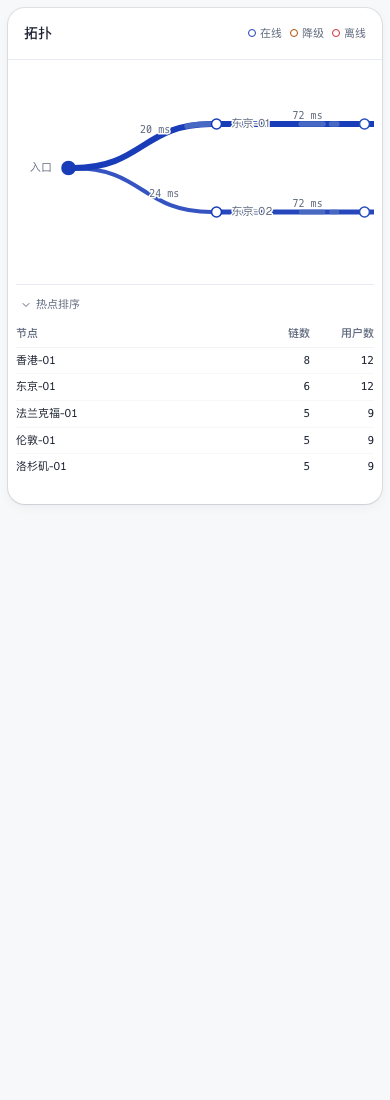 拓扑
在线 降级 离线
72 ms
东京-01
20 ms
入口
24 ms
72 ms
东京-02
热点排序
节点 链数 用户数
香港-01 8 12
东京-01 6 12
法兰克福-01 5 9
伦敦-01 5 9
洛杉矶-01 5 9